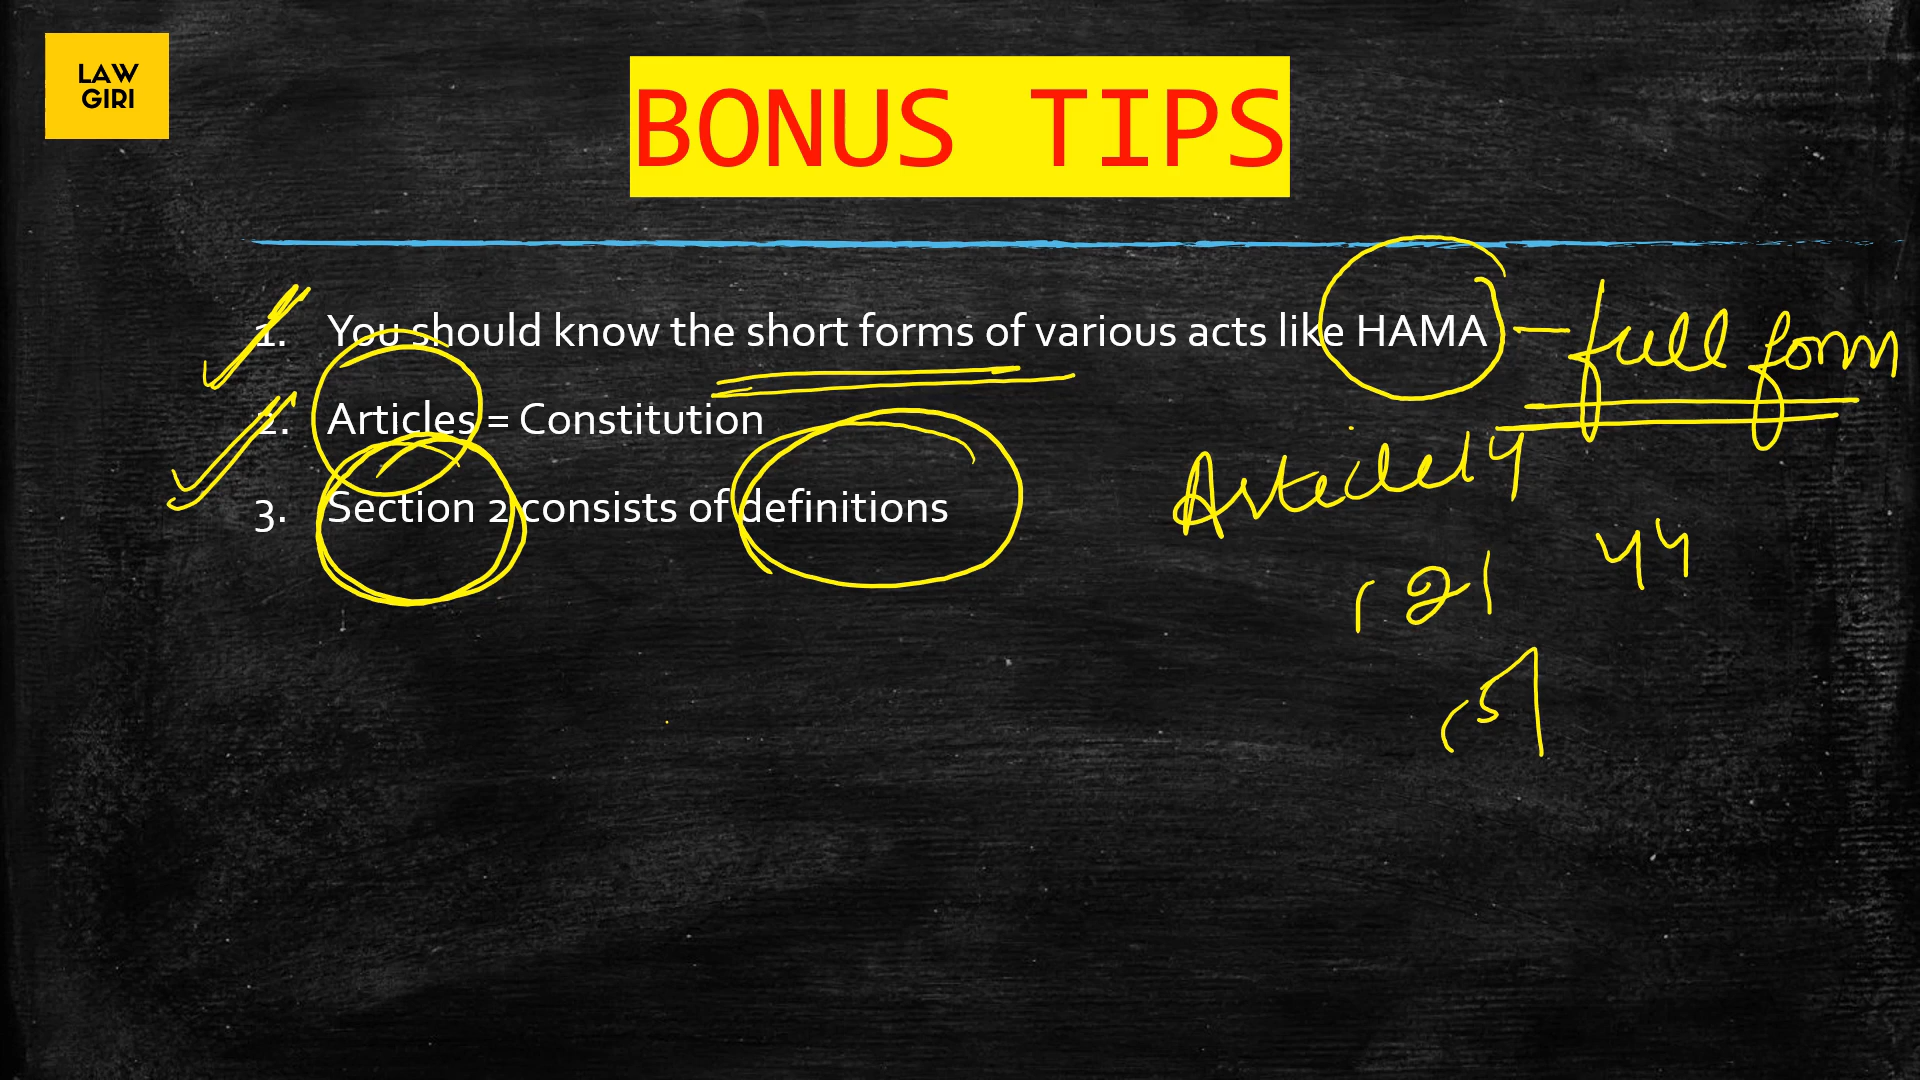 LAW
GIRI
BONUS TIPS
1. You should know the short forms of various acts like HAMA — full form
2. Articles = Constitution
Article 14
3. Section 2 consists of definitions
21 44